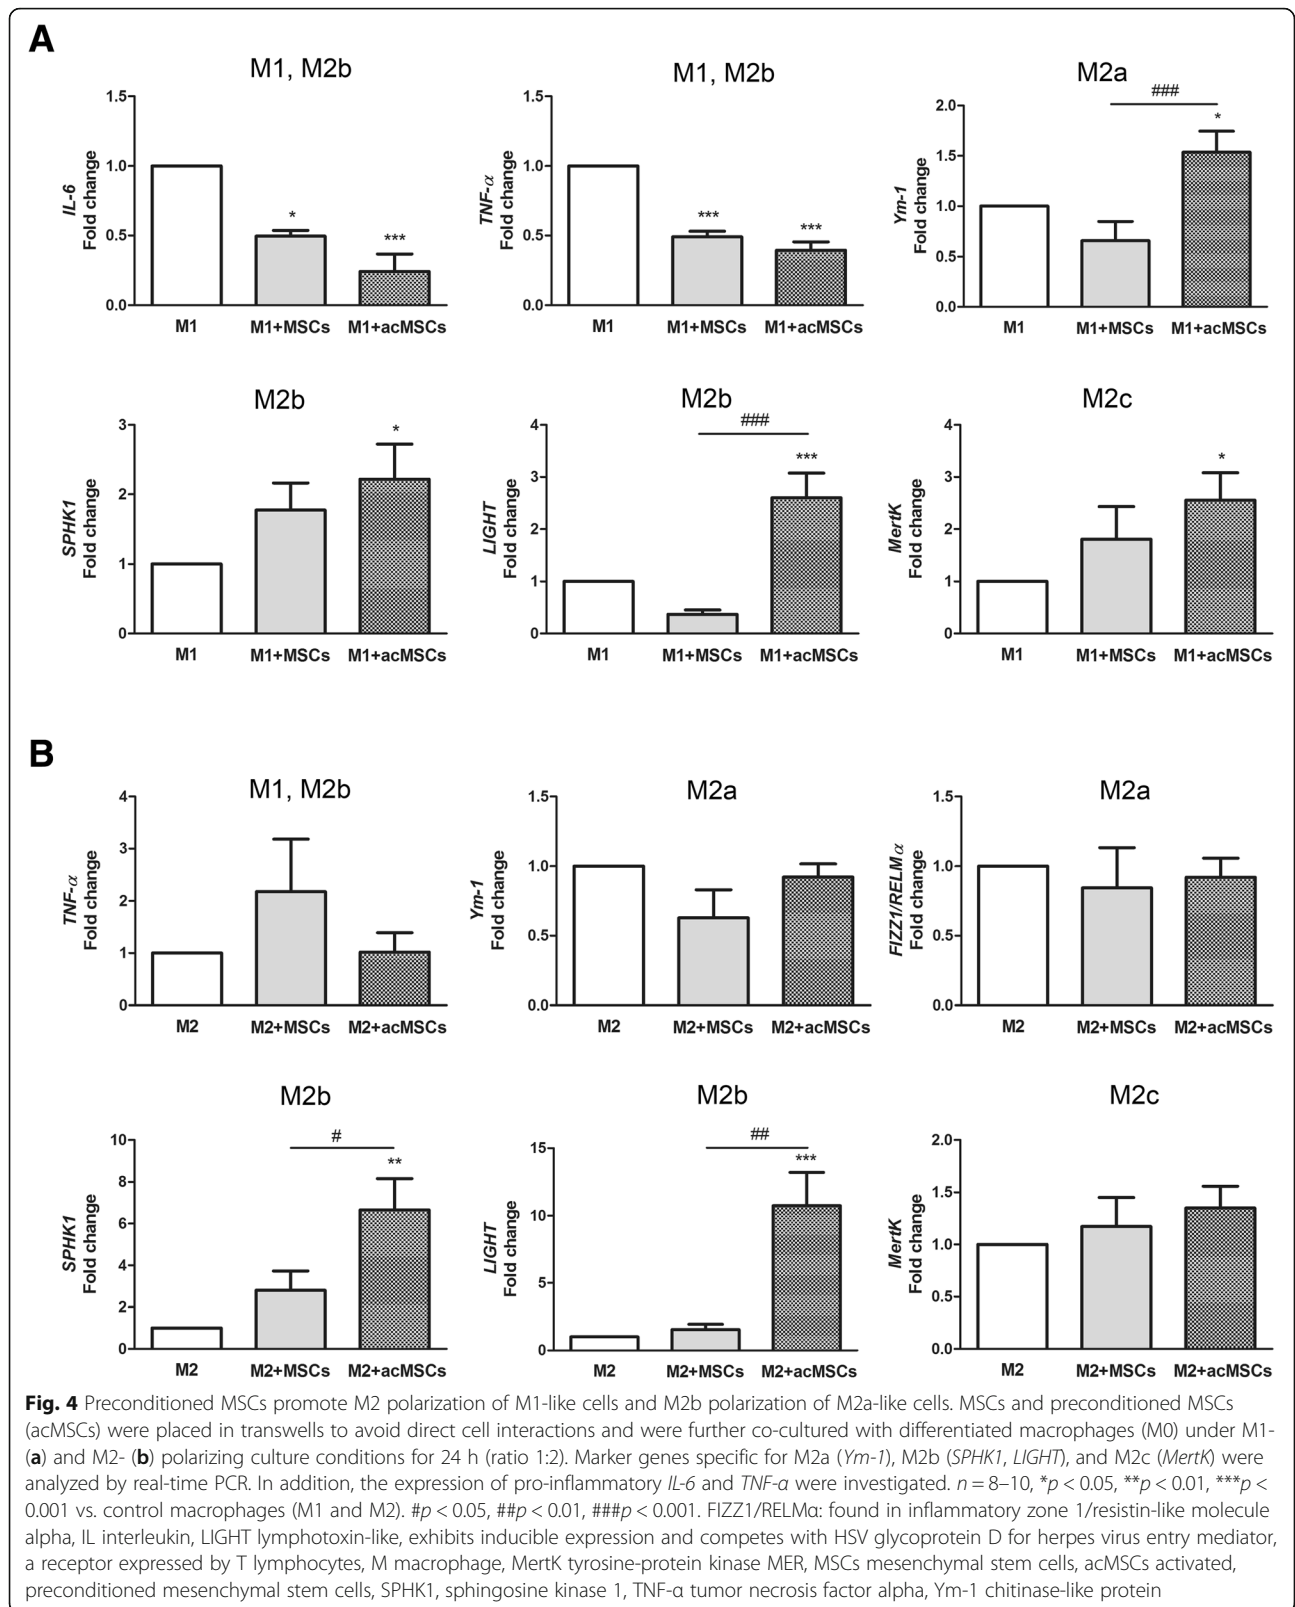 A
M1, M2b
IL-6
Fold change
1.5
1.0
0.5
0.0
*
***
M1 M1+MSCs M1+acMSCs
M1, M2b
TNF-α
Fold change
1.5
1.0
0.5
0.0
***
***
M1 M1+MSCs M1+acMSCs
M2a
Ym-1
Fold change
2.0
1.5
1.0
0.5
0.0
###
*
M1 M1+MSCs M1+acMSCs
M2b
SPHK1
Fold change
3
2
1
0
*
M1 M1+MSCs M1+acMSCs
M2b
LIGHT
Fold change
4
3
2
1
0
###
***
M1 M1+MSCs M1+acMSCs
M2c
MertK
Fold change
4
3
2
1
0
*
M1 M1+MSCs M1+acMSCs
B
M1, M2b
TNF-α
Fold change
4
3
2
1
0
M2 M2+MSCs M2+acMSCs
M2a
Ym-1
Fold change
1.5
1.0
0.5
0.0
M2 M2+MSCs M2+acMSCs
M2a
FIZZ1/RELMα
Fold change
1.5
1.0
0.5
0.0
M2 M2+MSCs M2+acMSCs
M2b
SPHK1
Fold change
10
8
6
4
2
0
#
**
M2 M2+MSCs M2+acMSCs
M2b
LIGHT
Fold change
15
10
5
0
##
***
M2 M2+MSCs M2+acMSCs
M2c
MertK
Fold change
2.0
1.5
1.0
0.5
0.0
M2 M2+MSCs M2+acMSCs
Fig. 4 Preconditioned MSCs promote M2 polarization of M1-like cells and M2b polarization of M2a-like cells. MSCs and preconditioned MSCs
(acMSCs) were placed in transwells to avoid direct cell interactions and were further co-cultured with differentiated macrophages (M0) under M1-
(a) and M2- (b) polarizing culture conditions for 24 h (ratio 1:2). Marker genes specific for M2a (Ym-1), M2b (SPHK1, LIGHT), and M2c (MertK) were
analyzed by real-time PCR. In addition, the expression of pro-inflammatory IL-6 and TNF-α were investigated. n = 8–10, *p < 0.05, **p < 0.01, ***p <
0.001 vs. control macrophages (M1 and M2). #p < 0.05, ##p < 0.01, ###p < 0.001. FIZZ1/RELMα: found in inflammatory zone 1/resistin-like molecule
alpha, IL interleukin, LIGHT lymphotoxin-like, exhibits inducible expression and competes with HSV glycoprotein D for herpes virus entry mediator,
a receptor expressed by T lymphocytes, M macrophage, MertK tyrosine-protein kinase MER, MSCs mesenchymal stem cells, acMSCs activated,
preconditioned mesenchymal stem cells, SPHK1, sphingosine kinase 1, TNF-α tumor necrosis factor alpha, Ym-1 chitinase-like protein